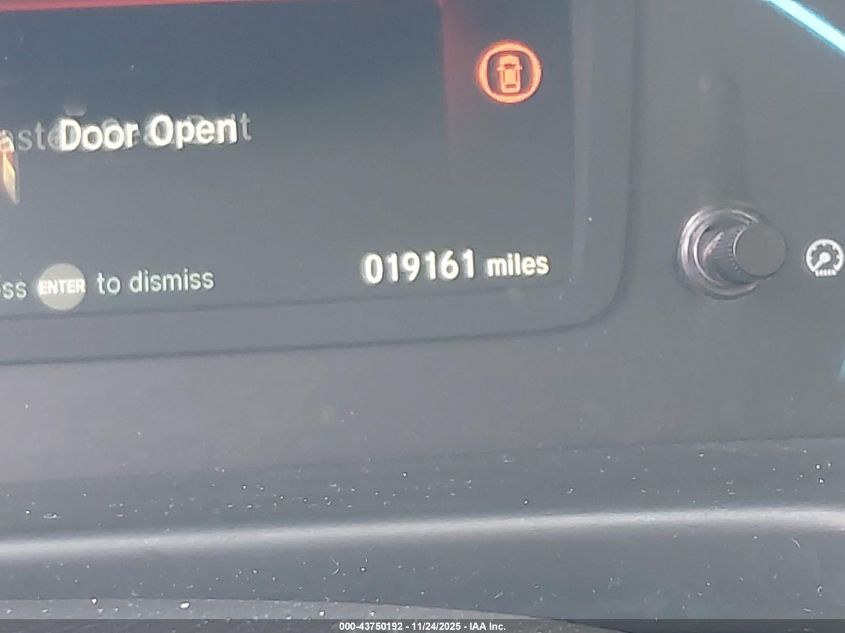 Door Open
ENTER to dismiss
019161 miles
000-43750192 - 11/24/2025 - IAA Inc.